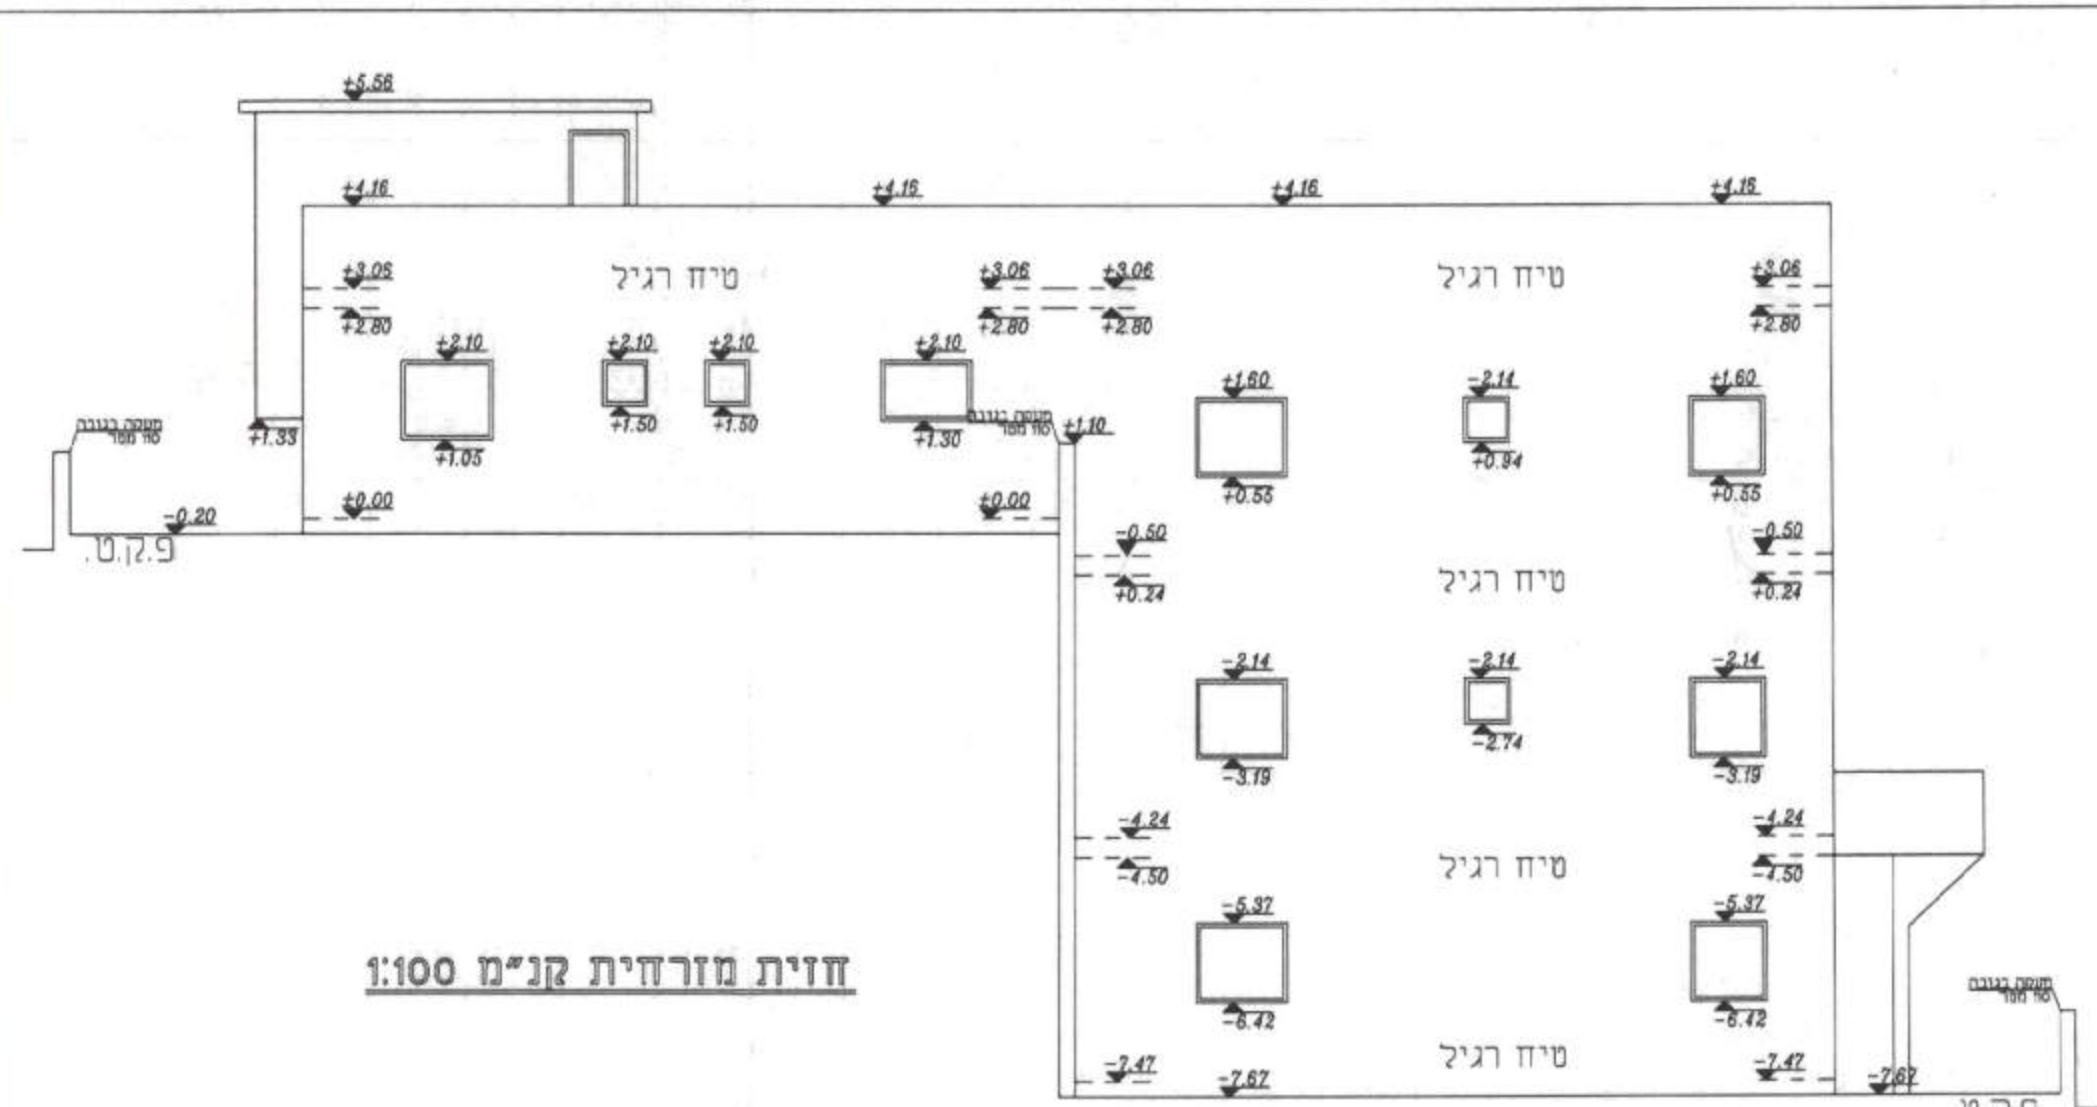 +5.56
+4.16 +4.16 +4.16 +4.16
טיח רגיל טיח רגיל
+3.06 +3.06 +3.06 +3.06
+2.80 +2.80 +2.80 +2.80
+2.10 +2.10 +2.10 +2.10
+1.60 -2.14 +1.60
+1.33 +1.50 +1.50 +1.30 +1.10
מעקה בגובה
מעקה בגובה
+1.05 +0.94
+0.55 +0.55
±0.00 ±0.00
-0.20
פ.ק.ט.
-0.50 -0.50
טיח רגיל
+0.24 +0.24
-2.14 -2.14 -2.14
-2.74
-3.19 -3.19
-4.24 -4.24
טיח רגיל
-4.50 -4.50
-5.37 -5.37
חזית מזרחית קנ"מ 1:100
מעקה בגובה
-6.42 -6.42
טיח רגיל
-7.47 -7.47
-7.67 -7.67